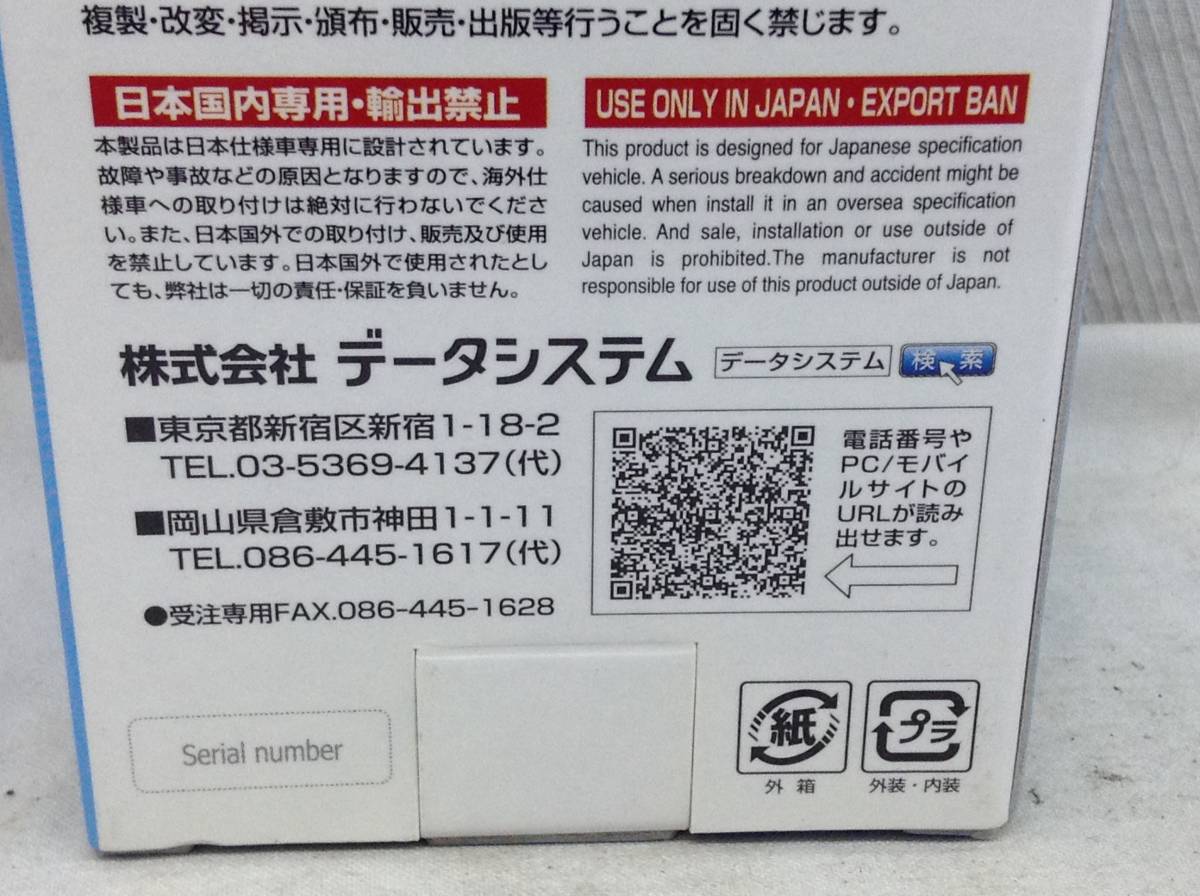 複製・改変・掲示・頒布・販売・出版等行うことを固く禁じます。
日本国内専用・輸出禁止
本製品は日本仕様車専用に設計されています。
故障や事故などの原因となりますので、海外仕
様車への取り付けは絶対に行わないでくださ
い。また、日本国外での取り付け、販売及び使用
を禁止しています。日本国外で使用されたとし
ても、弊社は一切の責任・保証を負いません。
USE ONLY IN JAPAN・EXPORT BAN
This product is designed for Japanese specification
vehicle. A serious breakdown and accident might be
caused when install it in an oversea specification
vehicle. And sale, installation or use outside of
Japan is prohibited.The manufacturer is not
responsible for use of this product outside of Japan.
株式会社 データシステム
データシステム 検索
■東京都新宿区新宿1-18-2
TEL.03-5369-4137(代)
■岡山県倉敷市神田1-1-11
TEL.086-445-1617(代)
●受注専用FAX.086-445-1628
電話番号や
PC/モバイ
ルサイトの
URLが読み
出せます。
Serial number
紙
外箱
プラ
外装・内装